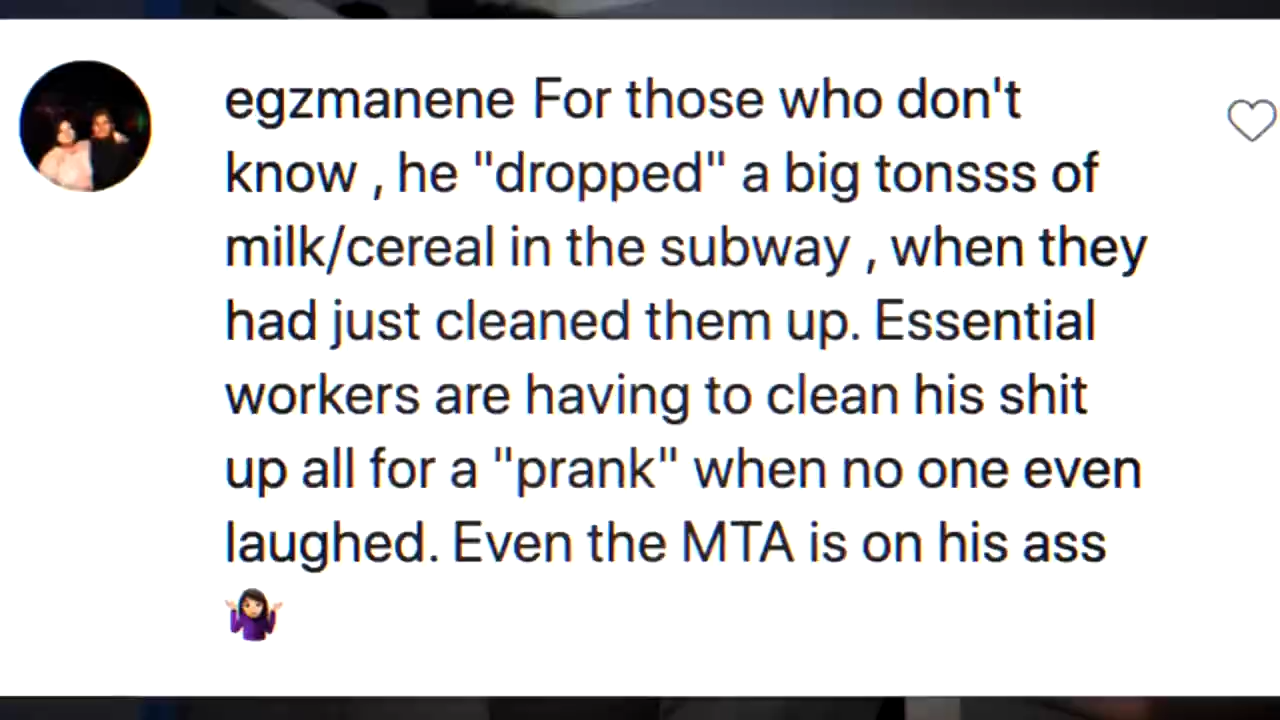 egzmanene For those who don't
know , he "dropped" a big tonsss of
milk/cereal in the subway , when they
had just cleaned them up. Essential
workers are having to clean his shit
up all for a "prank" when no one even
laughed. Even the MTA is on his ass
🤷🏻‍♀️